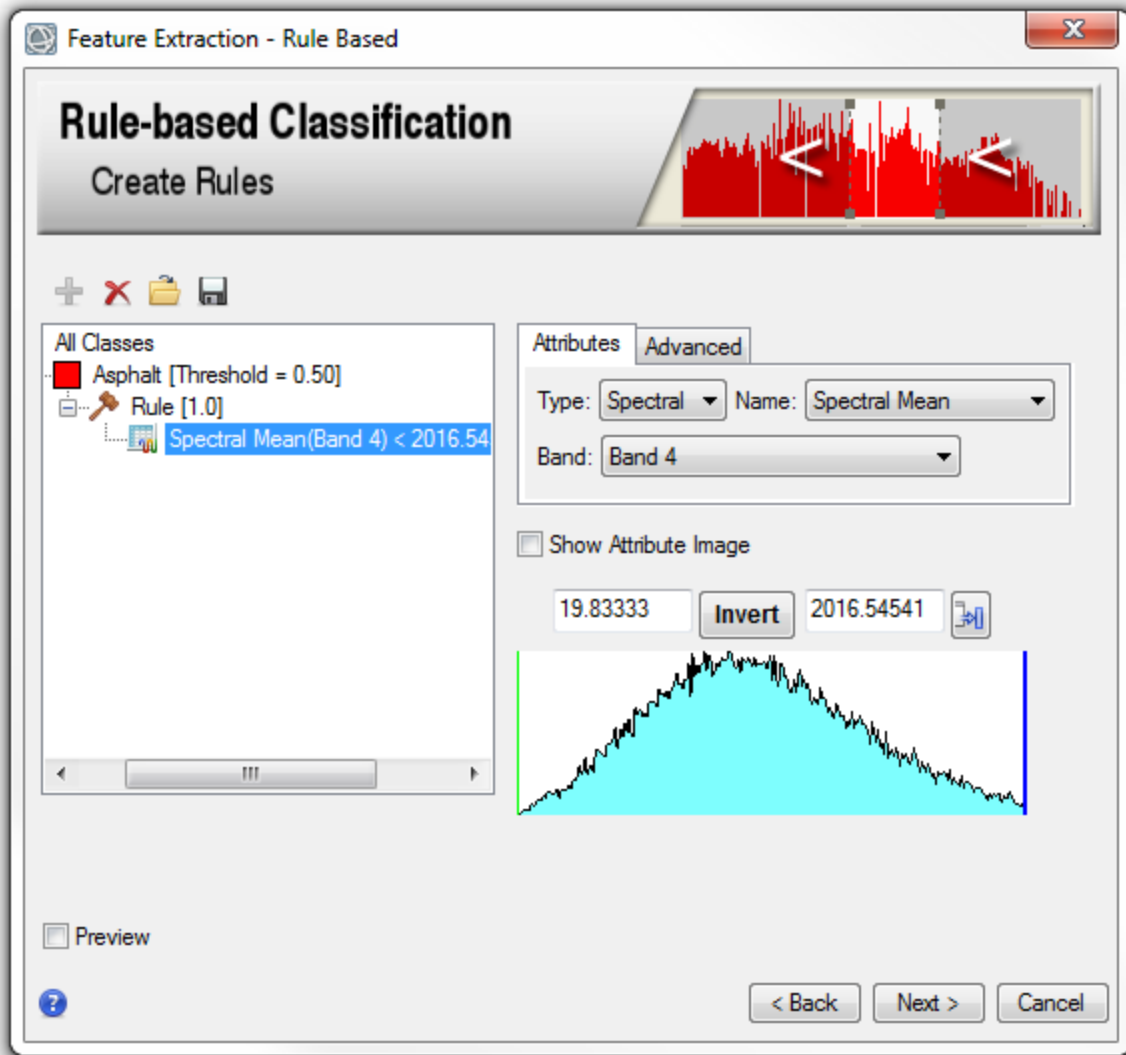 Feature Extraction - Rule Based
Rule-based Classification
Create Rules
All Classes
Asphalt [Threshold = 0.50]
Rule [1.0]
Spectral Mean(Band 4) < 2016.54
Attributes Advanced
Type: Spectral Name: Spectral Mean
Band: Band 4
Show Attribute Image
19.83333 Invert 2016.54541
Preview
< Back Next > Cancel